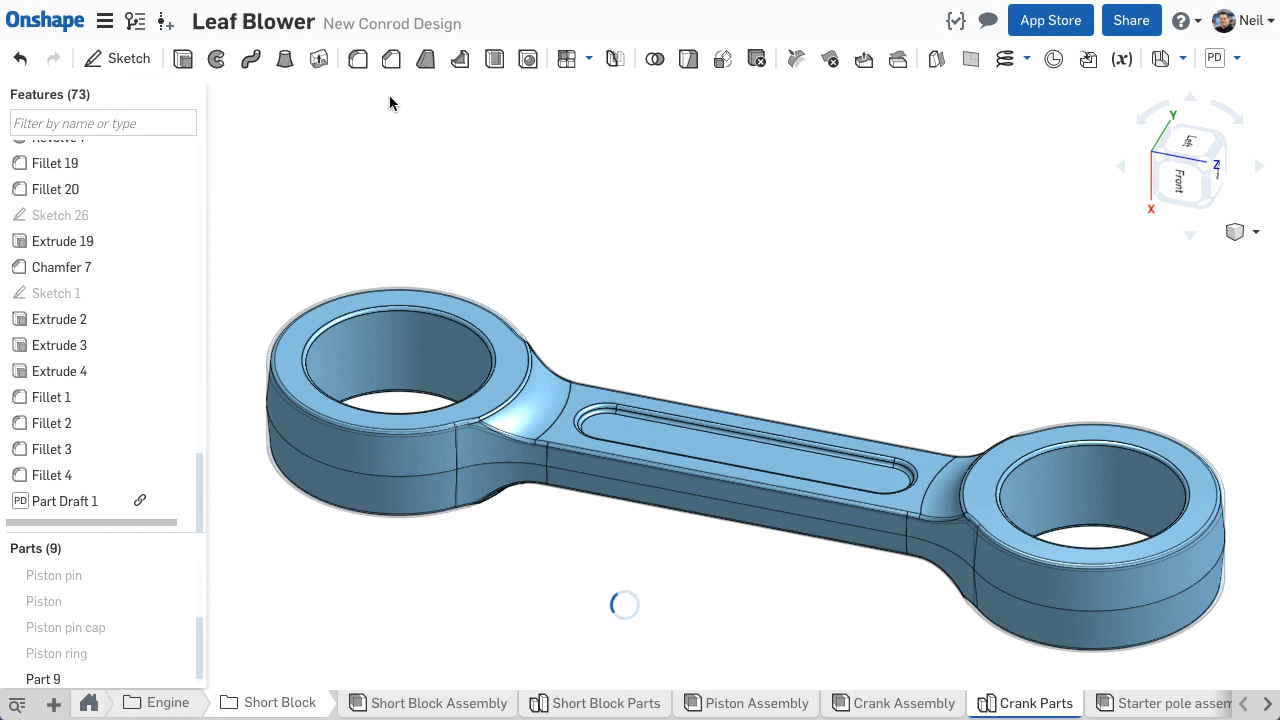 Onshape Leaf Blower New Conrod Design App Store Share Neil
Sketch (x) PD
Features (73)
Filter by name or type
Fillet 19
Fillet 20
Sketch 26
Extrude 19
Chamfer 7
Sketch 1
Extrude 2
Extrude 3
Extrude 4
Fillet 1
Fillet 2
Fillet 3
Fillet 4
PD Part Draft 1
Parts (9)
Piston pin
Piston
Piston pin cap
Piston ring
Part 9
Y
Z
X
Left
Front
Engine Short Block Short Block Assembly Short Block Parts Piston Assembly Crank Assembly Crank Parts Starter pole assem